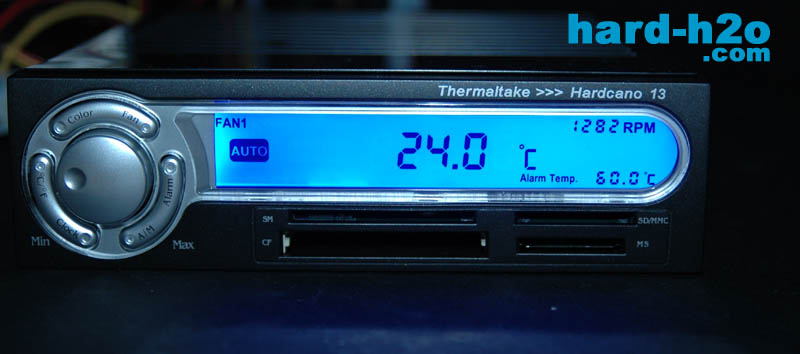 hard-h2o
.com
Thermaltake >>> Hardcano 13
Color Fan
FAN1
1282 RPM
AUTO
24.0 °C
C/F
Alarm
Alarm Temp. 60.0°C
Clock A/M
Min
Max
SM
SD/MMC
CF
MS